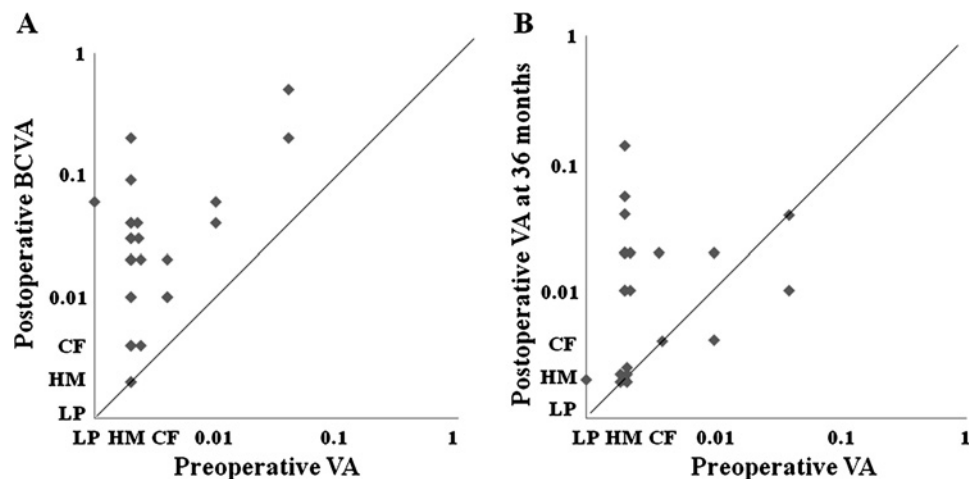 A
Postoperative BCVA
1
0.1
0.01
CF
HM
LP
LP HM CF 0.01 0.1 1
Preoperative VA
B
Postoperative VA at 36 months
1
0.1
0.01
CF
HM
LP
LP HM CF 0.01 0.1 1
Preoperative VA